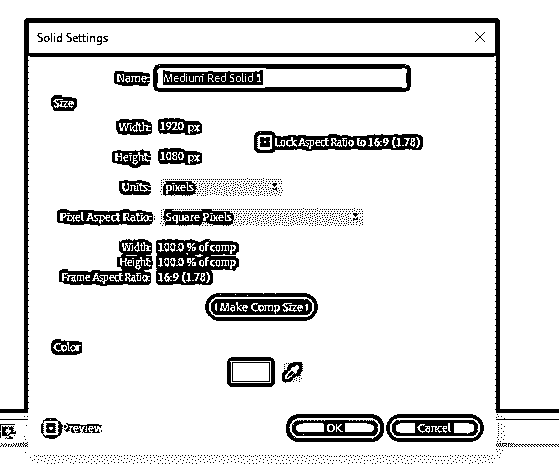 Solid Settings
Name: Medium Red Solid 1
Size
Width: 1920 px
Lock Aspect Ratio to 16:9 (1.78)
Height: 1080 px
Units: pixels
Pixel Aspect Ratio: Square Pixels
Width: 100.0 % of comp
Height: 100.0 % of comp
Frame Aspect Ratio: 16:9 (1.78)
Make Comp Size
Color
Preview
OK
Cancel